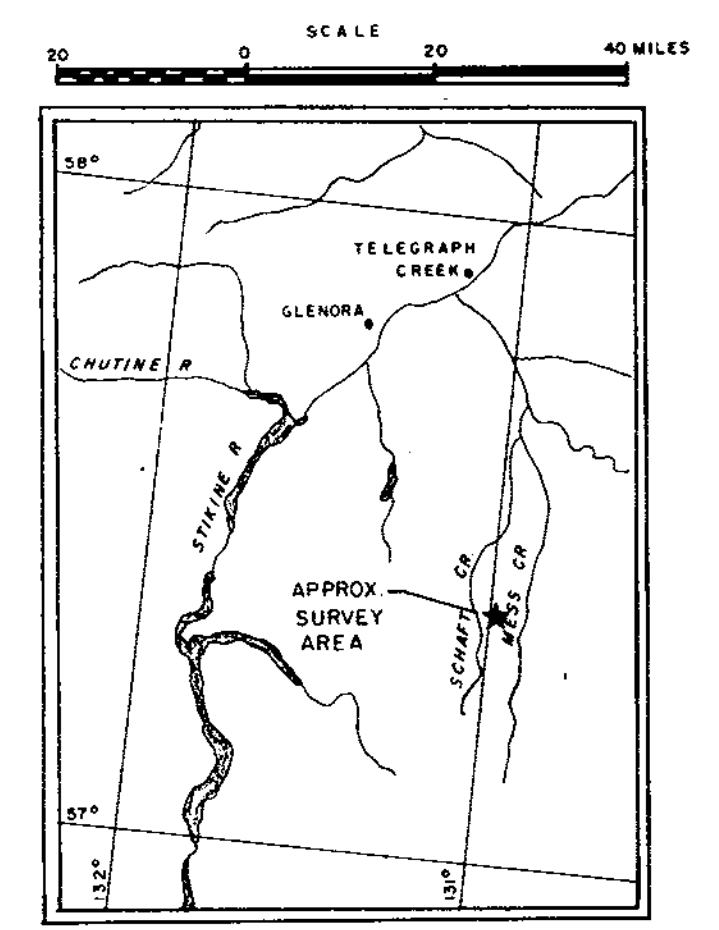 SCALE
20 0 20 40 MILES
58°
TELEGRAPH
CREEK
GLENORA
CHUTINE R
STIKINE R
APPROX.
SURVEY
AREA
SCHAFT CR.
MESS CR
57°
132°
131°